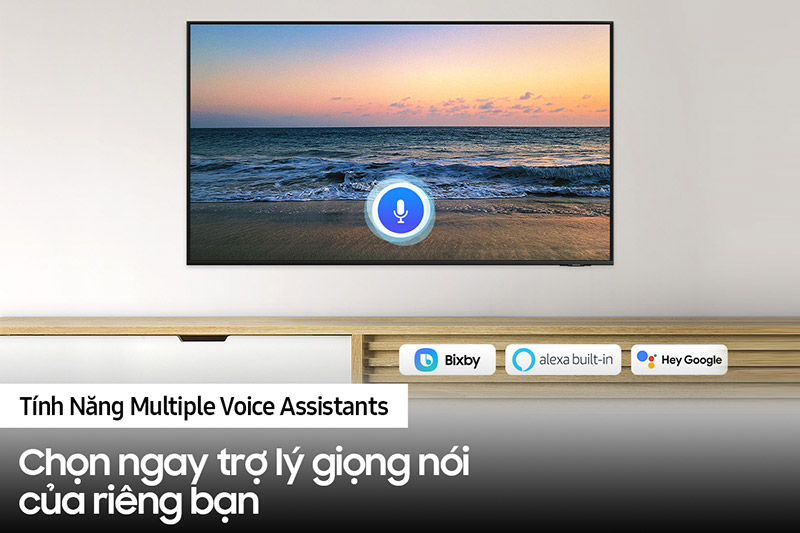 Bixby
alexa built-in
Hey Google
Tính Năng Multiple Voice Assistants
Chọn ngay trợ lý giọng nói
của riêng bạn